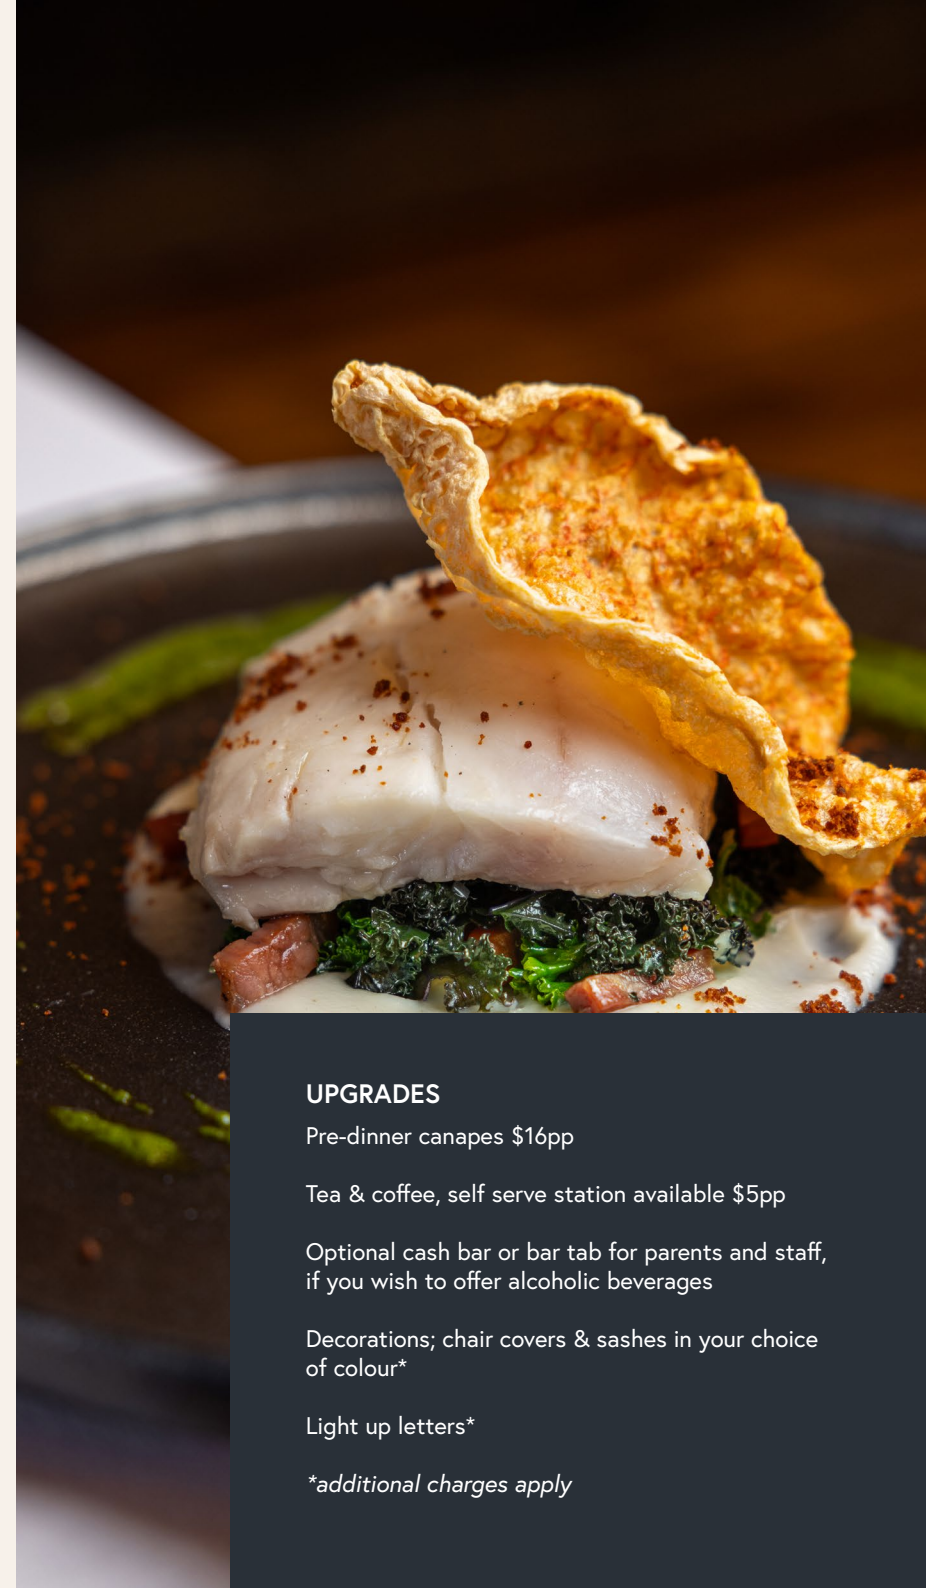 UPGRADES
Pre-dinner canapes $16pp
Tea & coffee, self serve station available $5pp
Optional cash bar or bar tab for parents and staff,
if you wish to offer alcoholic beverages
Decorations; chair covers & sashes in your choice
of colour*
Light up letters*
*additional charges apply